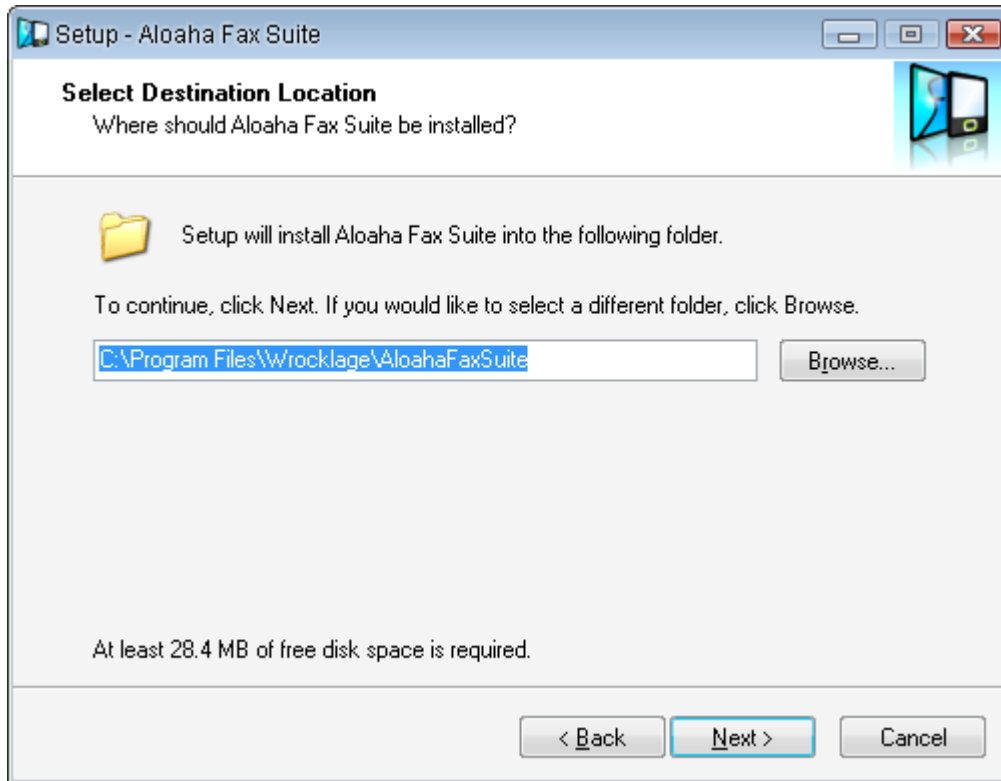 Setup - Aloaha Fax Suite
Select Destination Location
Where should Aloaha Fax Suite be installed?
Setup will install Aloaha Fax Suite into the following folder.
To continue, click Next. If you would like to select a different folder, click Browse.
C:\Program Files\Wrocklage\AloahaFaxSuite
Browse...
At least 28.4 MB of free disk space is required.
< Back
Next >
Cancel